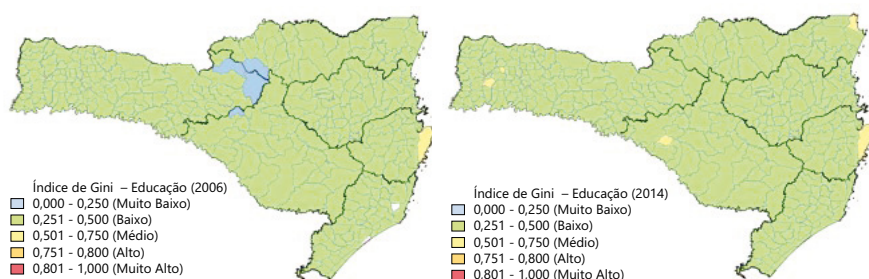 Índice de Gini – Educação (2006)
0,000 - 0,250 (Muito Baixo)
0,251 - 0,500 (Baixo)
0,501 - 0,750 (Médio)
0,751 - 0,800 (Alto)
0,801 - 1,000 (Muito Alto)
Índice de Gini – Educação (2014)
0,000 - 0,250 (Muito Baixo)
0,251 - 0,500 (Baixo)
0,501 - 0,750 (Médio)
0,751 - 0,800 (Alto)
0,801 - 1,000 (Muito Alto)